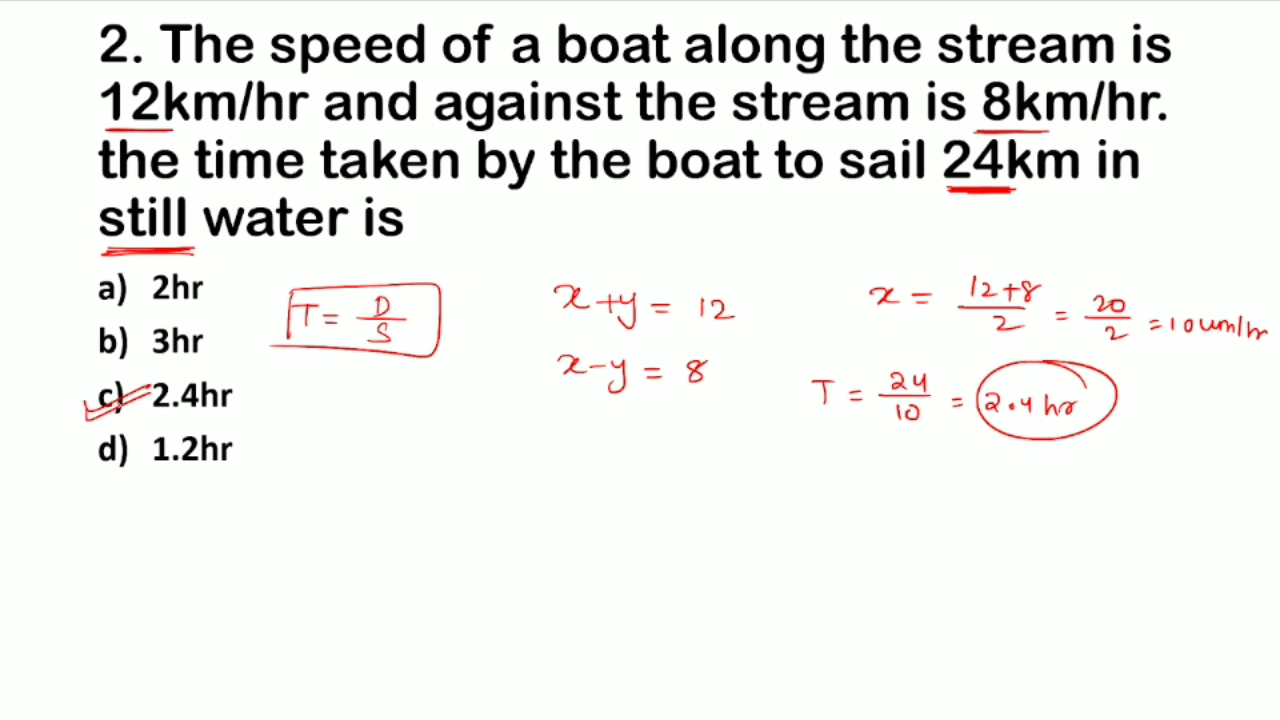 2. The speed of a boat along the stream is
12km/hr and against the stream is 8km/hr.
the time taken by the boat to sail 24km in
still water is
a) 2hr
b) 3hr
c) 2.4hr
d) 1.2hr
T = D/S
x+y = 12
x-y = 8
x = 12+8/2 = 20/2 = 10 km/hr
T = 24/10 = 2.4 hr